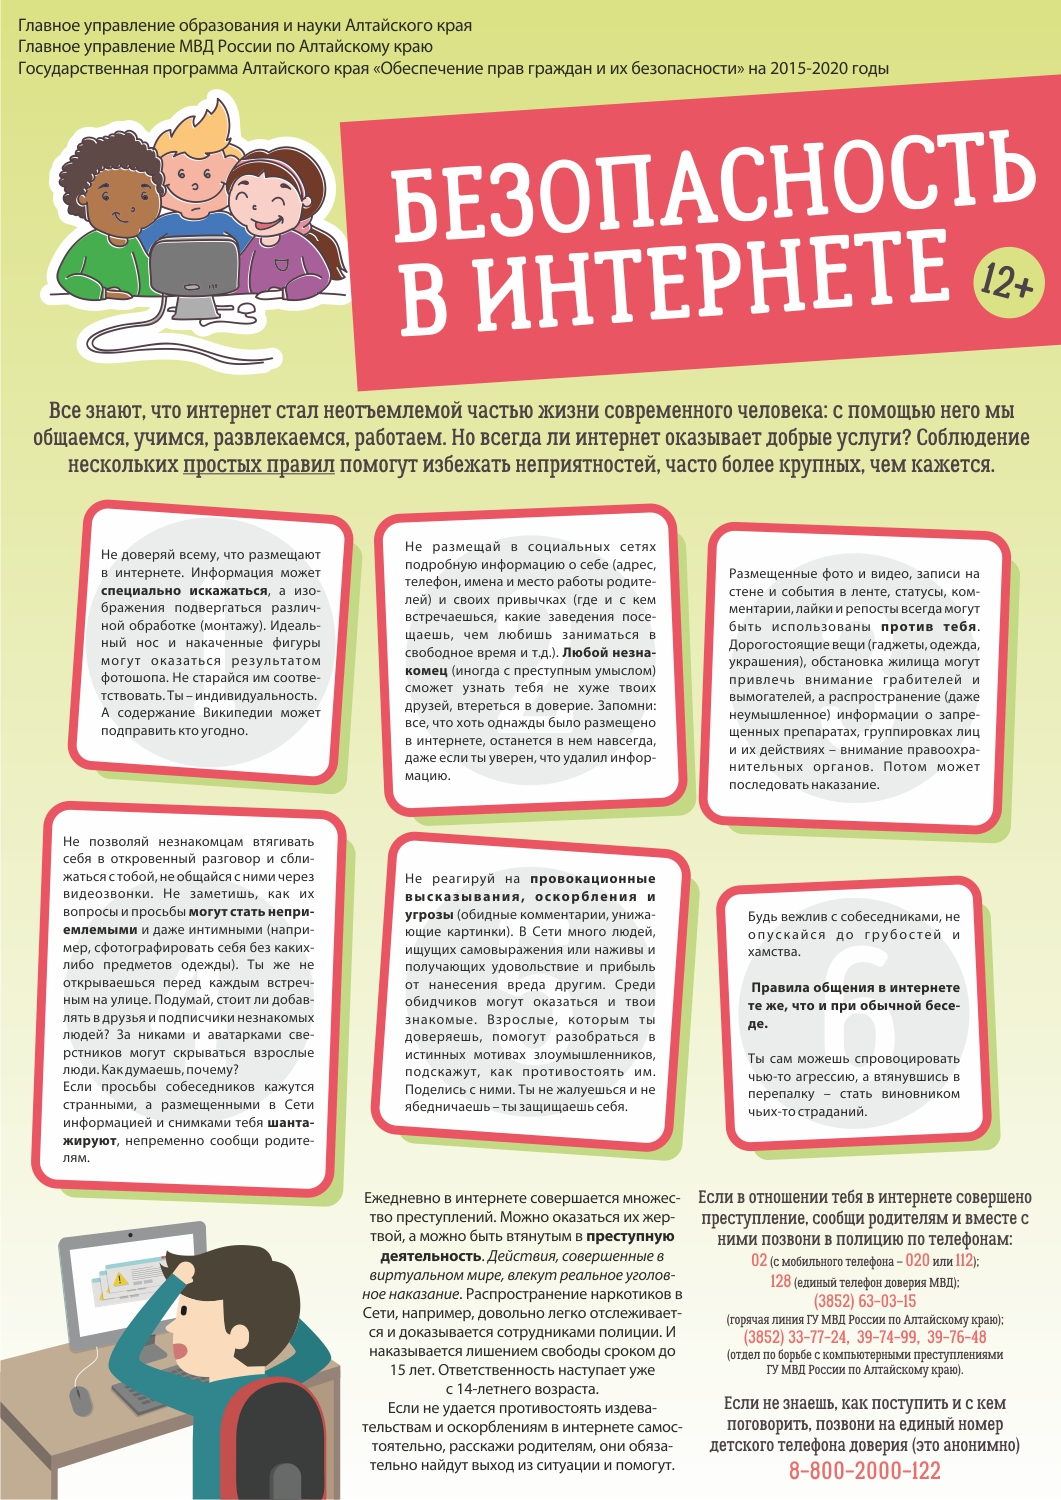 Главное управление образования и науки Алтайского края
Главное управление МВД России по Алтайскому краю
Государственная программа Алтайского края «Обеспечение прав граждан и их безопасности» на 2015-2020 годы
БЕЗОПАСНОСТЬ
В ИНТЕРНЕТЕ
12+
Все знают, что интернет стал неотъемлемой частью жизни современного человека: с помощью него мы
общаемся, учимся, развлекаемся, работаем. Но всегда ли интернет оказывает добрые услуги? Соблюдение
нескольких простых правил помогут избежать неприятностей, часто более крупных, чем кажется.
1
Не доверяй всему, что размещают
в интернете. Информация может
специально искажаться, а изо-
бражения подвергаться различ-
ной обработке (монтажу). Идеаль-
ный нос и накаченные фигуры
могут оказаться результатом
фотошопа. Не старайся им соотве-
тствовать. Ты – индивидуальность.
А содержание Википедии может
подправить кто угодно.
2
Не размещай в социальных сетях
подробную информацию о себе (адрес,
телефон, имена и место работы родите-
лей) и своих привычках (где и с кем
встречаешься, какие заведения посе-
щаешь, чем любишь заниматься в
свободное время и т.д.). Любой незна-
комец (иногда с преступным умыслом)
сможет узнать тебя не хуже твоих
друзей, втереться в доверие. Запомни:
все, что хоть однажды было размещено
в интернете, останется в нем навсегда,
даже если ты уверен, что удалил инфор-
мацию.
3
Размещенные фото и видео, записи на
стене и события в ленте, статусы, ком-
ментарии, лайки и репосты всегда могут
быть использованы против тебя.
Дорогостоящие вещи (гаджеты, одежда,
украшения), обстановка жилища могут
привлечь внимание грабителей и
вымогателей, а распространение (даже
неумышленное) информации о запре-
щенных препаратах, группировках лиц
и их действиях – внимание правоохра-
нительных органов. Потом может
последовать наказание.
4
Не позволяй незнакомцам втягивать
себя в откровенный разговор и сбли-
жаться с тобой, не общайся с ними через
видеозвонки. Не заметишь, как их
вопросы и просьбы могут стать непри-
емлемыми и даже интимными (напри-
мер, сфотографировать себя без каких-
либо предметов одежды). Ты же не
открываешься перед каждым встреч-
ным на улице. Подумай, стоит ли добав-
лять в друзья и подписчики незнакомых
людей? За никами и аватарками све-
рстников могут скрываться взрослые
люди. Как думаешь, почему?
Если просьбы собеседников кажутся
странными, а размещенными в Сети
информацией и снимками тебя шанта-
жируют, непременно сообщи родите-
лям.
5
Не реагируй на провокационные
высказывания, оскорбления и
угрозы (обидные комментарии, унижа-
ющие картинки). В Сети много людей,
ищущих самовыражения или наживы и
получающих удовольствие и прибыль
от нанесения вреда другим. Среди
обидчиков могут оказаться и твои
знакомые. Взрослые, которым ты
доверяешь, помогут разобраться в
истинных мотивах злоумышленников,
подскажут, как противостоять им.
Поделись с ними. Ты не жалуешься и не
ябедничаешь – ты защищаешь себя.
6
Будь вежлив с собеседниками, не
опускайся до грубостей и
хамства.
Правила общения в интернете
те же, что и при обычной бесе-
де.
Ты сам можешь спровоцировать
чью-то агрессию, а втянувшись в
перепалку – стать виновником
чьих-то страданий.
Ежедневно в интернете совершается множес-
тво преступлений. Можно оказаться их жер-
твой, а можно быть втянутым в преступную
деятельность. Действия, совершенные в
виртуальном мире, влекут реальное уголов-
ное наказание. Распространение наркотиков в
Сети, например, довольно легко отслеживает-
ся и доказывается сотрудниками полиции. И
наказывается лишением свободы сроком до
15 лет. Ответственность наступает уже
с 14-летнего возраста.
Если не удается противостоять издева-
тельствам и оскорблениям в интернете самос-
тоятельно, расскажи родителям, они обяза-
тельно найдут выход из ситуации и помогут.
Если в отношении тебя в интернете совершено
преступление, сообщи родителям и вместе с
ними позвони в полицию по телефонам:
02 (с мобильного телефона – 020 или 112);
128 (единый телефон доверия МВД);
(3852) 63-03-15
(горячая линия ГУ МВД России по Алтайскому краю);
(3852) 33-77-24, 39-74-99, 39-76-48
(отдел по борьбе с компьютерными преступлениями
ГУ МВД России по Алтайскому краю).
Если не знаешь, как поступить и с кем
поговорить, позвони на единый номер
детского телефона доверия (это анонимно)
8-800-2000-122